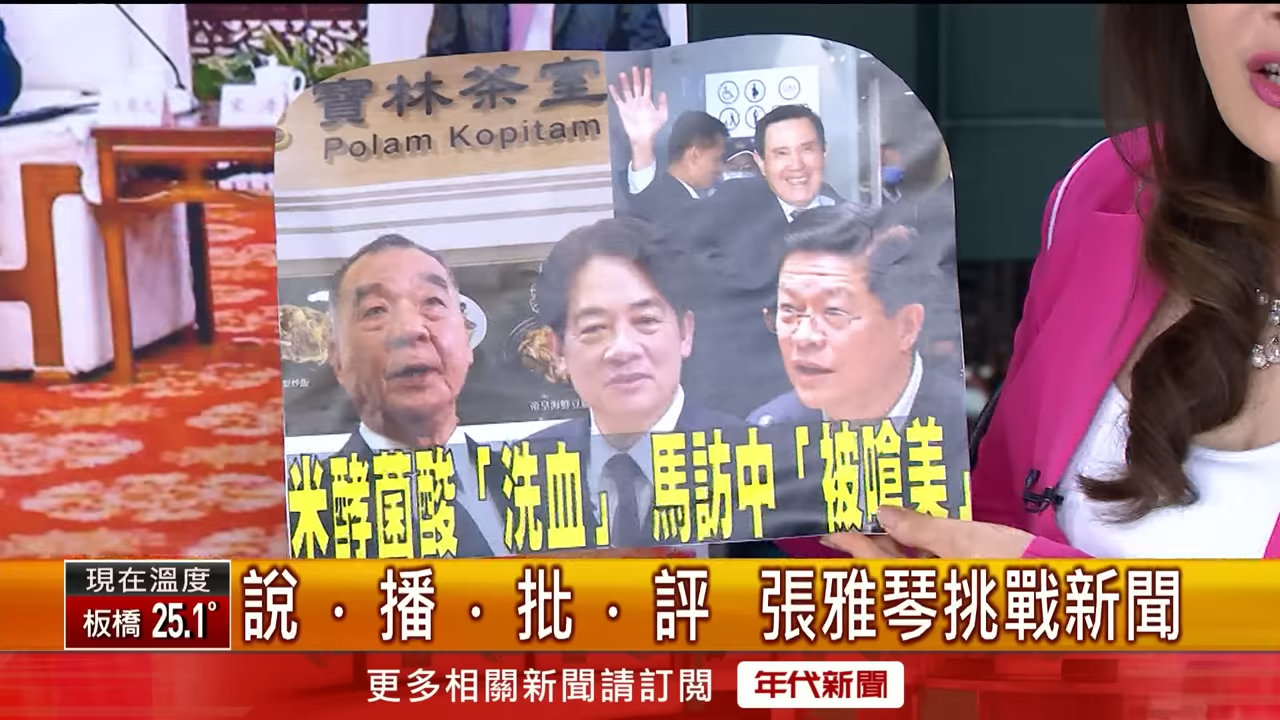 寶林茶室
Polam Kopitam
米酵菌酸「洗血」 馬訪中「被嗆美」
現在溫度
板橋 25.1°
說．播．批．評 張雅琴挑戰新聞
更多相關新聞請訂閱 年代新聞